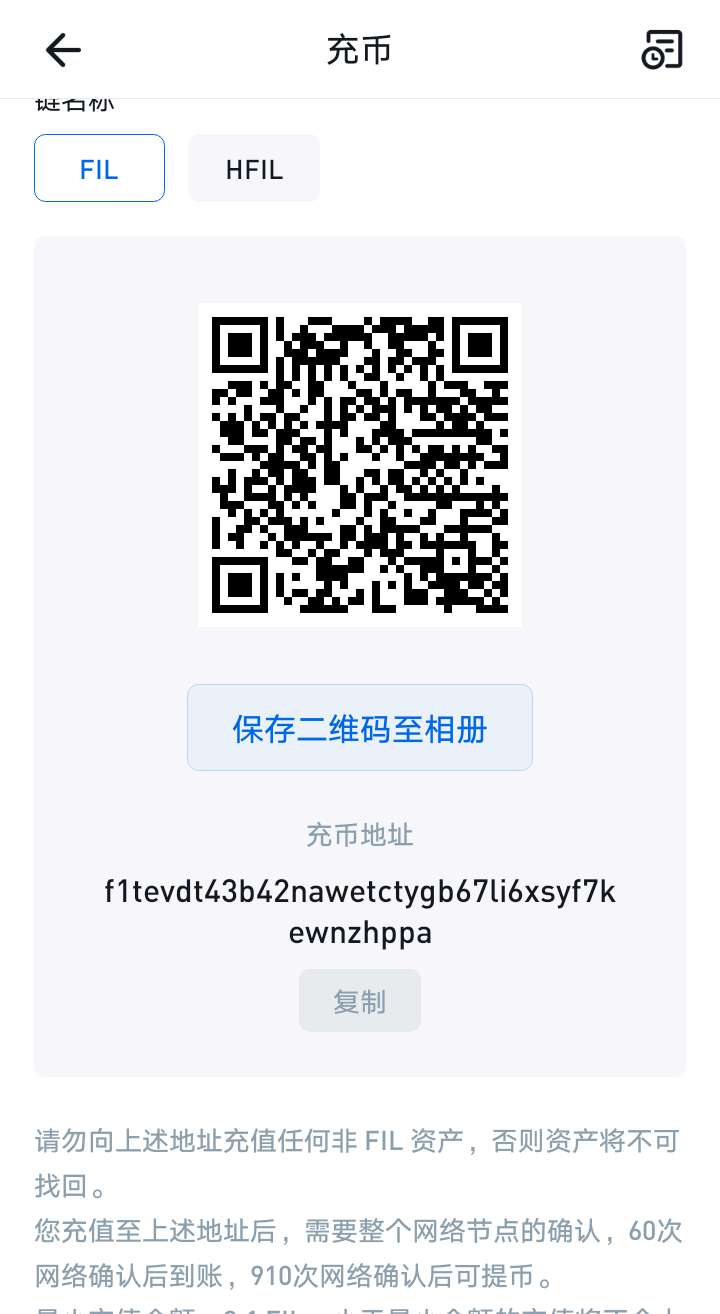 充币
链名称
FIL
HFIL
保存二维码至相册
充币地址
f1tevdt43b42nawetctygb67li6xsyf7k
ewnzhppa
复制
请勿向上述地址充值任何非 FIL 资产，否则资产将不可
找回。
您充值至上述地址后，需要整个网络节点的确认，60次
网络确认后到账，910次网络确认后可提币。